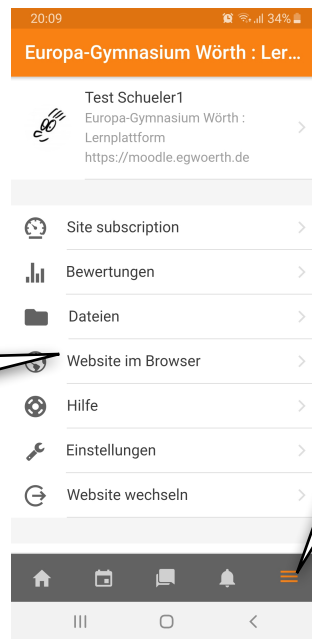 20:09
34%
Europa-Gymnasium Wörth : Ler...
Test Schueler1
Europa-Gymnasium Wörth :
Lernplattform
https://moodle.egwoerth.de
Site subscription
Bewertungen
Dateien
Website im Browser
Hilfe
Einstellungen
Website wechseln